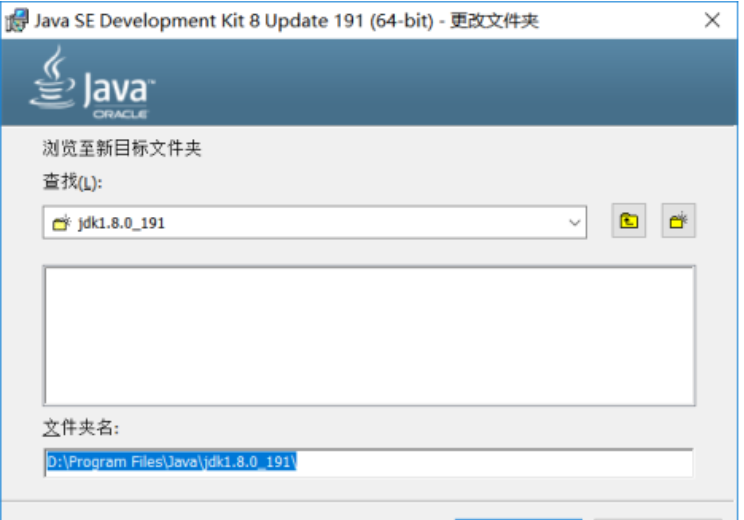 Java SE Development Kit 8 Update 191 (64-bit) - 更改文件夹
Java™
ORACLE
浏览至新目标文件夹
查找(L):
jdk1.8.0_191
文件夹名:
D:\Program Files\Java\jdk1.8.0_191\